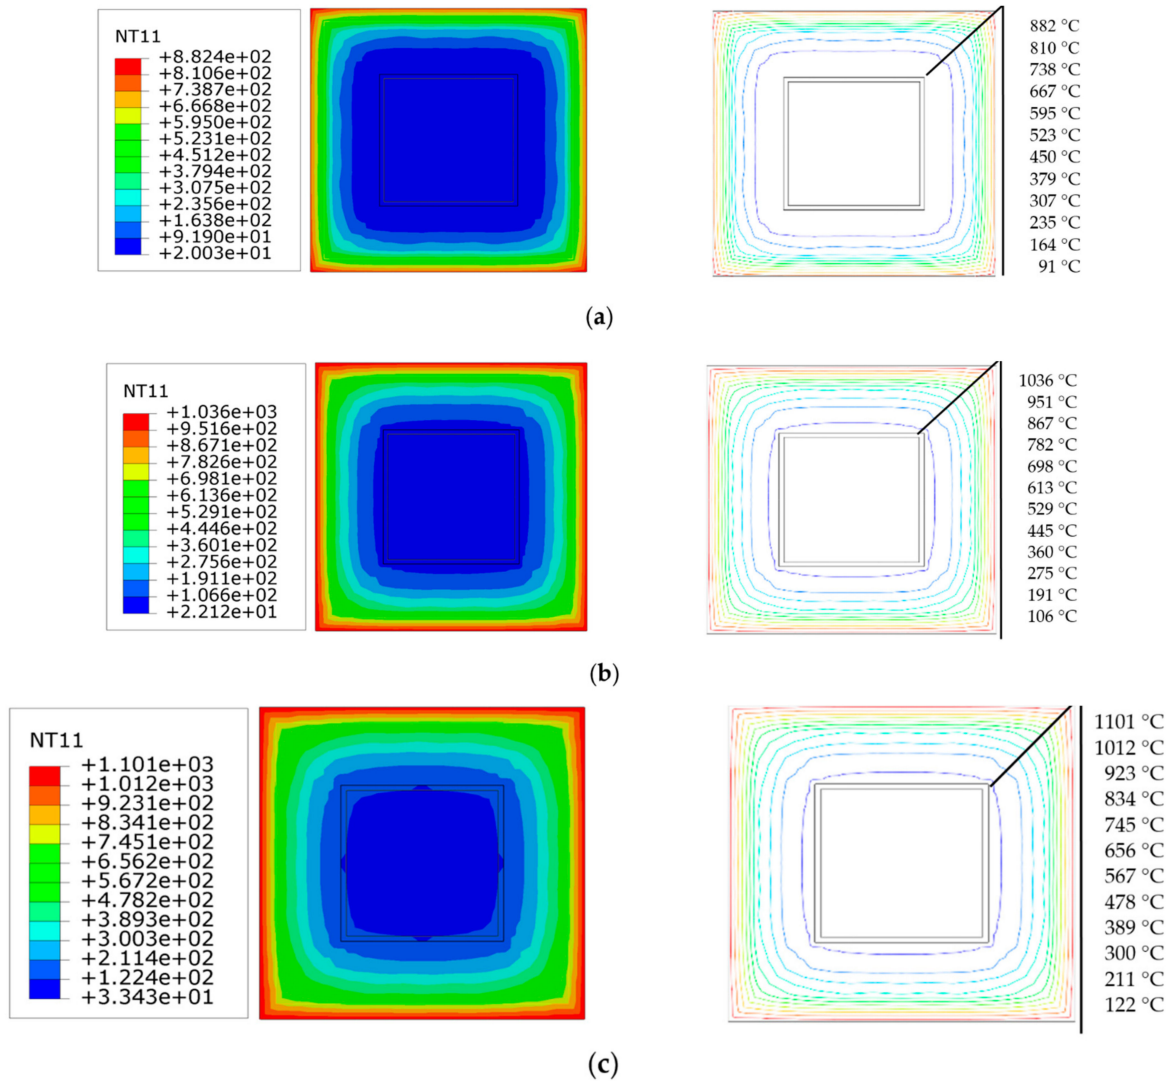 NT11
+8.824e+02
+8.106e+02
+7.387e+02
+6.668e+02
+5.950e+02
+5.231e+02
+4.512e+02
+3.794e+02
+3.075e+02
+2.356e+02
+1.638e+02
+9.190e+01
+2.003e+01
882 °C
810 °C
738 °C
667 °C
595 °C
523 °C
450 °C
379 °C
307 °C
235 °C
164 °C
91 °C
(a)
NT11
+1.036e+03
+9.516e+02
+8.671e+02
+7.826e+02
+6.981e+02
+6.136e+02
+5.291e+02
+4.446e+02
+3.601e+02
+2.756e+02
+1.911e+02
+1.066e+02
+2.212e+01
1036 °C
951 °C
867 °C
782 °C
698 °C
613 °C
529 °C
445 °C
360 °C
275 °C
191 °C
106 °C
(b)
NT11
+1.101e+03
+1.012e+03
+9.231e+02
+8.341e+02
+7.451e+02
+6.562e+02
+5.672e+02
+4.782e+02
+3.893e+02
+3.003e+02
+2.114e+02
+1.224e+02
+3.343e+01
1101 °C
1012 °C
923 °C
834 °C
745 °C
656 °C
567 °C
478 °C
389 °C
300 °C
211 °C
122 °C
(c)